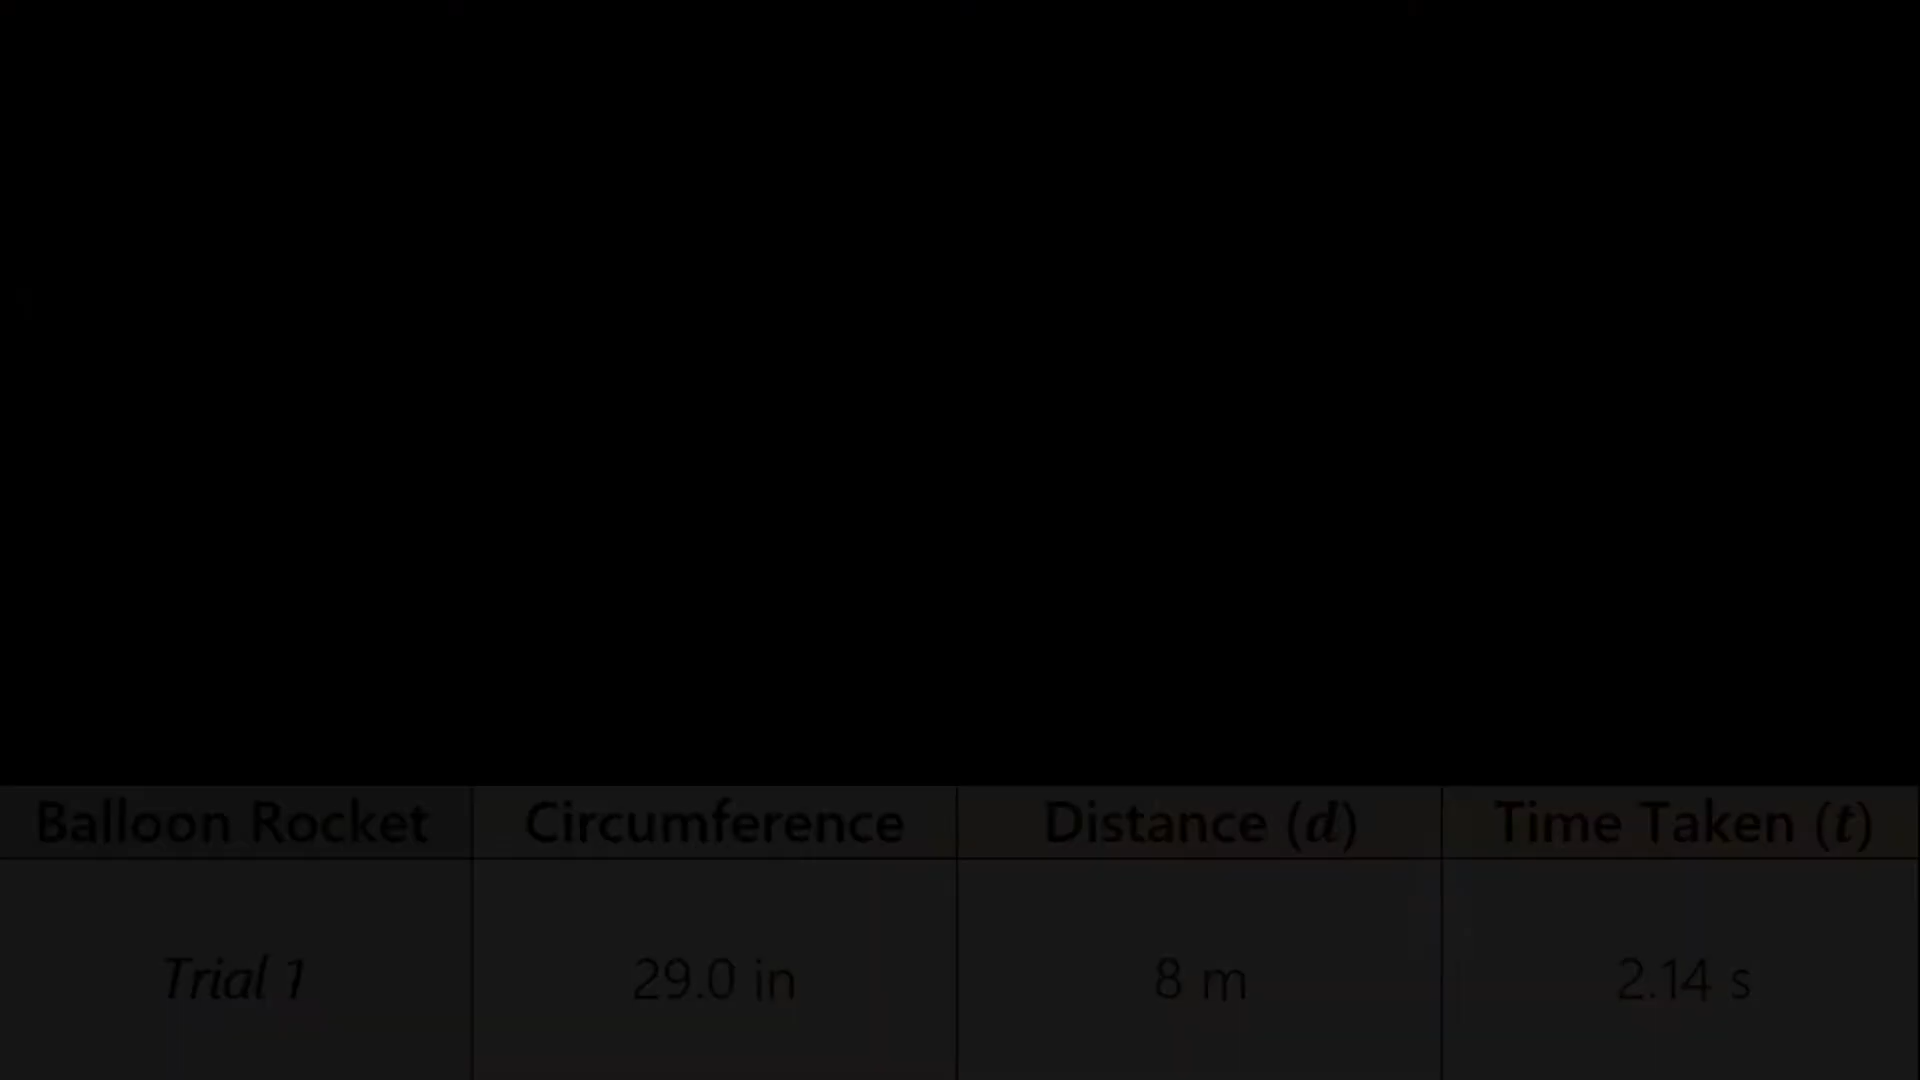 Balloon Rocket Circumference Distance (d) Time Taken (t)
Trial 1 29.0 in 8 m 2.14 s